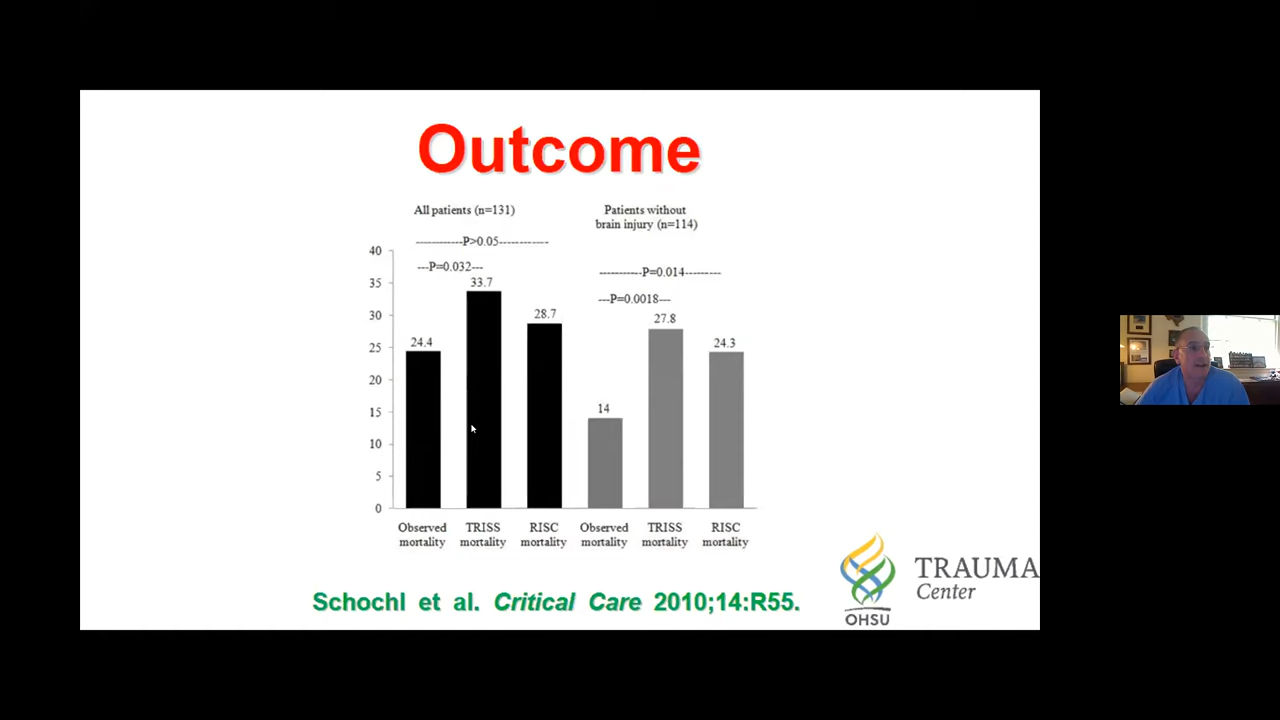 Outcome
All patients (n=131)
Patients without
brain injury (n=114)
------------P>0.05------------
---P=0.032---
----------P=0.014---------
---P=0.0018---
40
35
30
25
20
15
10
5
0
24.4
33.7
28.7
14
27.8
24.3
Observed
mortality
TRISS
mortality
RISC
mortality
Observed
mortality
TRISS
mortality
RISC
mortality
Schochl et al. Critical Care 2010;14:R55.
TRAUMA
Center
OHSU